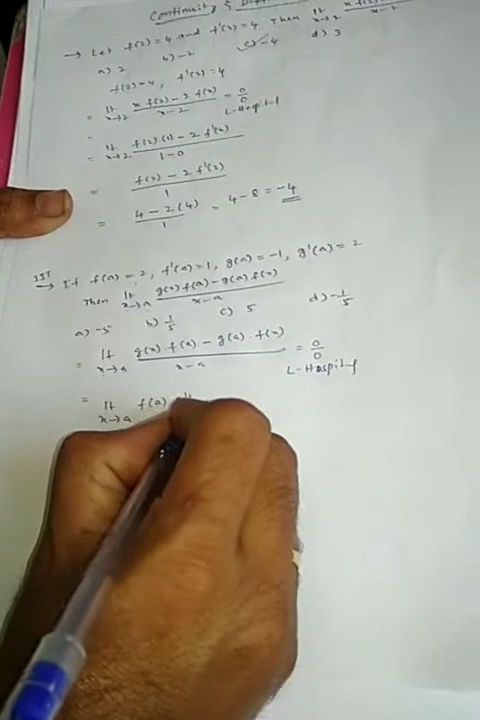 Continuity &
→ Let f(2) = 4 and f'(2) = 4 Then lt x→2 x f(2) / x-2
a) 2 b) -2 c) -4 d) 3
f(2) = 4, f'(2) = 4
= lt x→2 x f(2) - 2 f(x) / x-2 = 0/0
L-Hospital
=
= lt x→2 f(2) (1) - 2 f'(x) / 1-0
= f(2) - 2 f'(2) / 1
= 4 - 2(4) / 1 = 4-8 = -4
IIT
→ If f(a) = 2, f'(a) = 1, g(a) = -1, g'(a) = 2
Then lt x→a g(x) f(a) - g(a) f(x) / x-a
a) -5 b) 1/5 c) 5 d) -1/5
= lt x→a g(x) · f(a) - g(a) · f(x) / x-a = 0/0
L-Hospital
= lt x→a f(a)